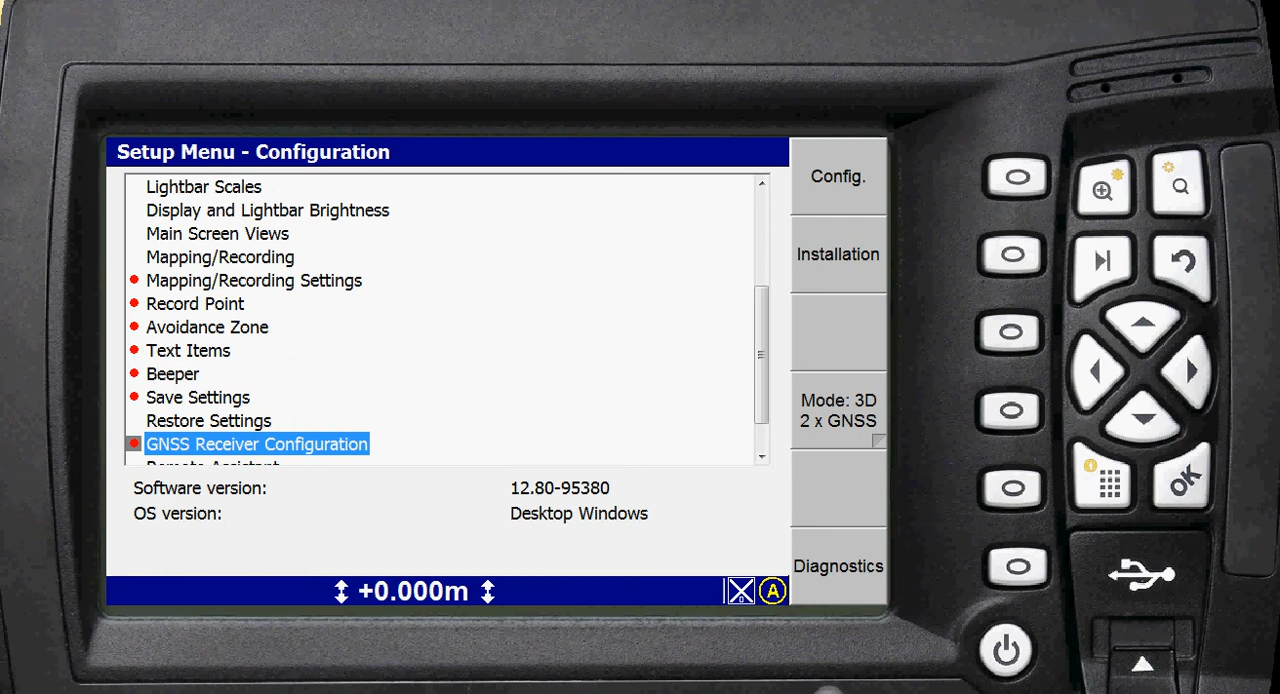 Setup Menu - Configuration
Lightbar Scales
Display and Lightbar Brightness
Main Screen Views
Mapping/Recording
Mapping/Recording Settings
Record Point
Avoidance Zone
Text Items
Beeper
Save Settings
Restore Settings
GNSS Receiver Configuration
Remote Assistant
Software version: 12.80-95380
OS version: Desktop Windows
+0.000m
A
Config.
Installation
Mode: 3D
2 x GNSS
Diagnostics
OK